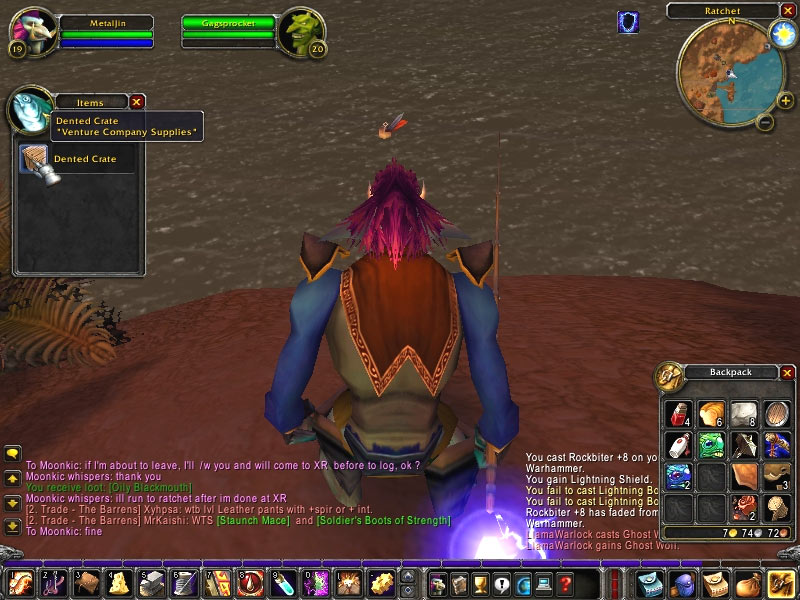 Metaljin
19
Gagsprocket
20
Ratchet
N
Items
Dented Crate
"Venture Company Supplies"
Dented Crate
Backpack
4
6
8
2
m3
2
7 74 72
To Moonkic: if I'm about to leave, I'll /w you and will come to XR before to log, ok ?
Moonkic whispers: thank you
You receive loot: [Oily Blackmouth]
Moonkic whispers: ill run to ratchet after im done at XR
[2. Trade - The Barrens] Xyhpsa: wtb lvl Leather pants with +spir or + int.
[2. Trade - The Barrens] MrKaishi: WTS [Staunch Mace] and [Soldier's Boots of Strength]
To Moonkic: fine
You cast Rockbiter +8 on yo
Warhammer.
You gain Lightning Shield.
You fail to cast Lightning Bo
You fail to cast Lightning Bo
Rockbiter +8 has faded from
Warhammer.
LlamaWarlock casts Ghost W
LlamaWarlock gains Ghost Wolf.